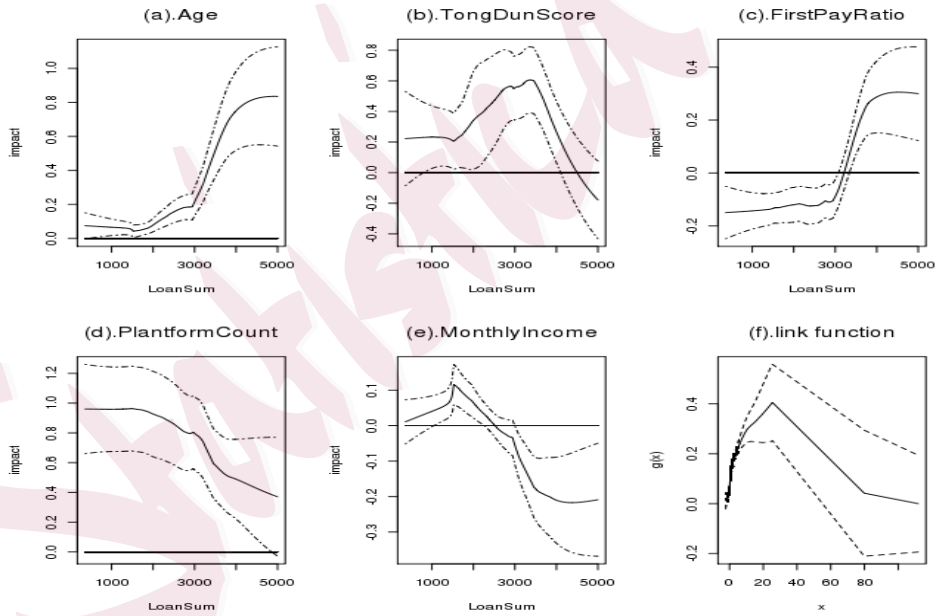 (a).Age
(b).TongDunScore
(c).FirstPayRatio
impact
0.0 0.2 0.4 0.6 0.8 1.0
1000 3000 5000
LoanSum
impact
-0.4 -0.2 0.0 0.2 0.4 0.6 0.8
1000 3000 5000
LoanSum
impact
-0.2 0.0 0.2 0.4
1000 3000 5000
LoanSum
(d).PlantformCount
(e).MonthlyIncome
(f).link function
impact
0.0 0.2 0.4 0.6 0.8 1.0 1.2
1000 3000 5000
LoanSum
impact
-0.3 -0.2 -0.1 0.0 0.1
1000 3000 5000
LoanSum
g(x)
-0.2 0.0 0.2 0.4
0 20 40 60 80
x